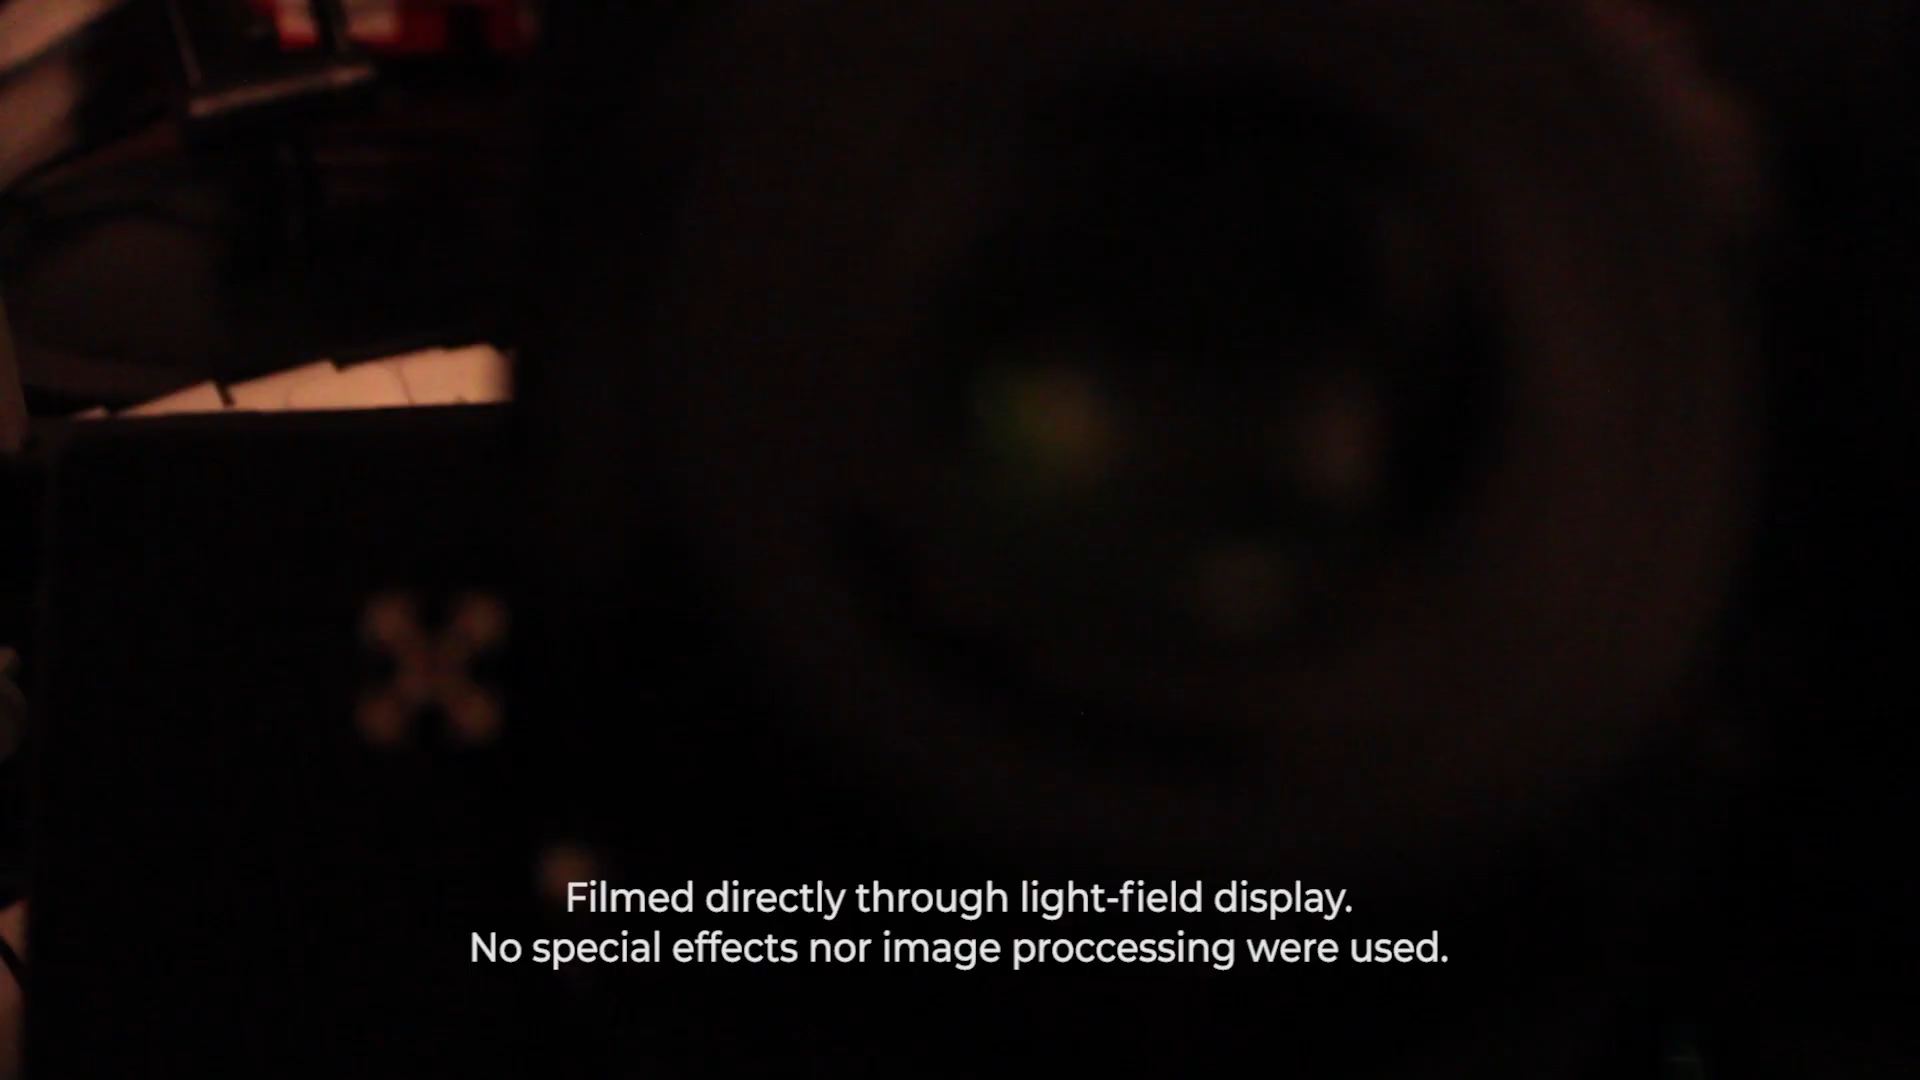 Filmed directly through light-field display.
No special effects nor image proccessing were used.